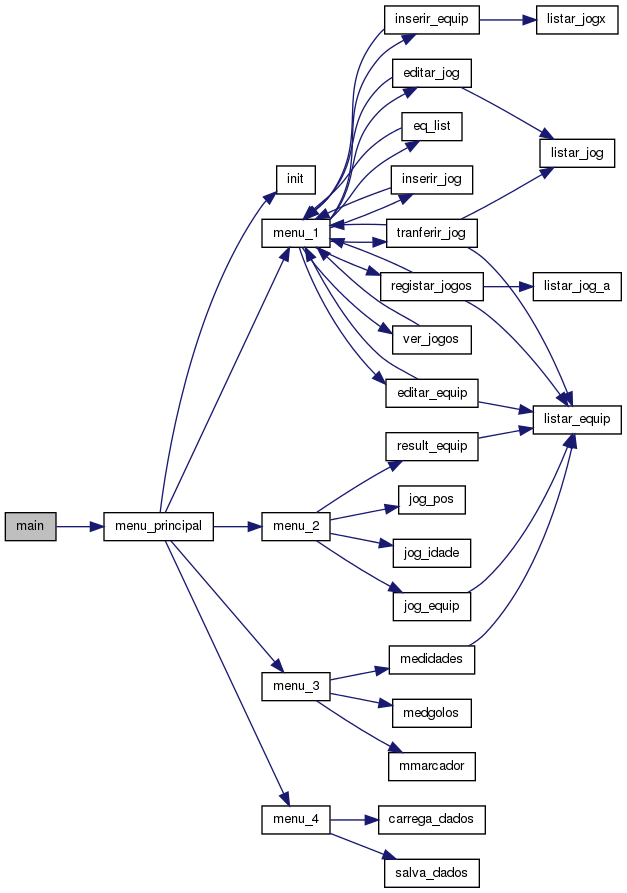 inserir_equip
listar_jogx
editar_jog
eq_list
listar_jog
init
inserir_jog
menu_1
tranferir_jog
registar_jogos
listar_jog_a
ver_jogos
editar_equip
listar_equip
result_equip
jog_pos
main
menu_principal
menu_2
jog_idade
jog_equip
medidades
menu_3
medgolos
mmarcador
menu_4
carrega_dados
salva_dados